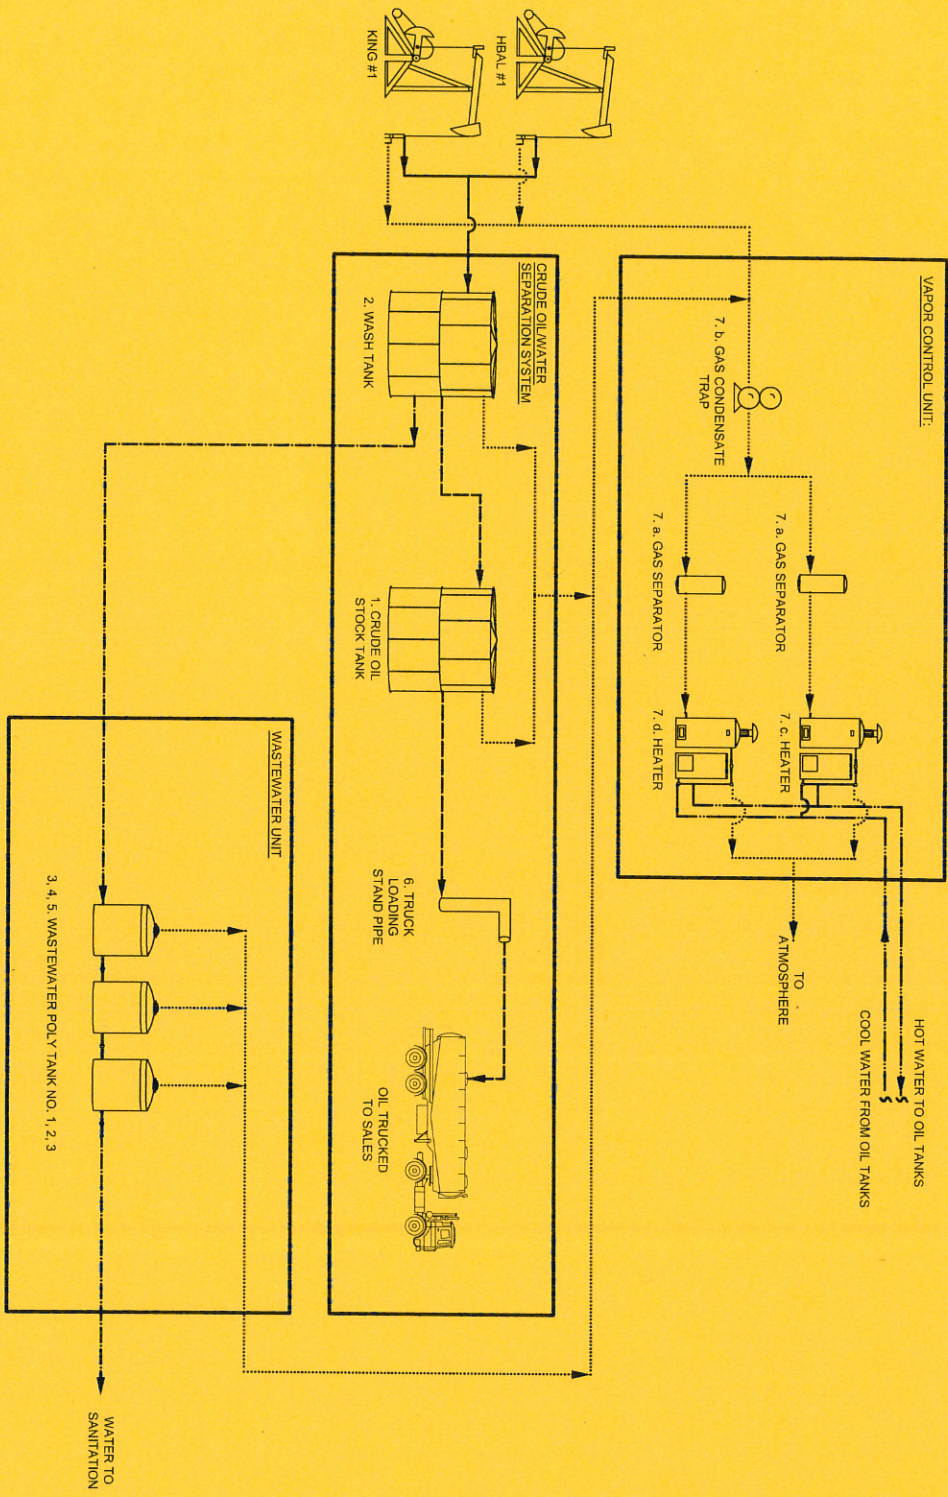 VAPOR CONTROL UNIT:
HOT WATER TO OIL TANKS
COOL WATER FROM OIL TANKS
7. a. GAS SEPARATOR
7. c. HEATER
TO
ATMOSPHERE
7. b. GAS CONDENSATE
TRAP
7. a. GAS SEPARATOR
7. d. HEATER
HBAL #1
KING #1
CRUDE OIL/WATER
SEPARATION SYSTEM
2. WASH TANK
1. CRUDE OIL
STOCK TANK
6. TRUCK
LOADING
STAND PIPE
OIL TRUCKED
TO SALES
WASTEWATER UNIT
3, 4, 5. WASTEWATER POLY TANK NO. 1, 2, 3
WATER TO
SANITATION